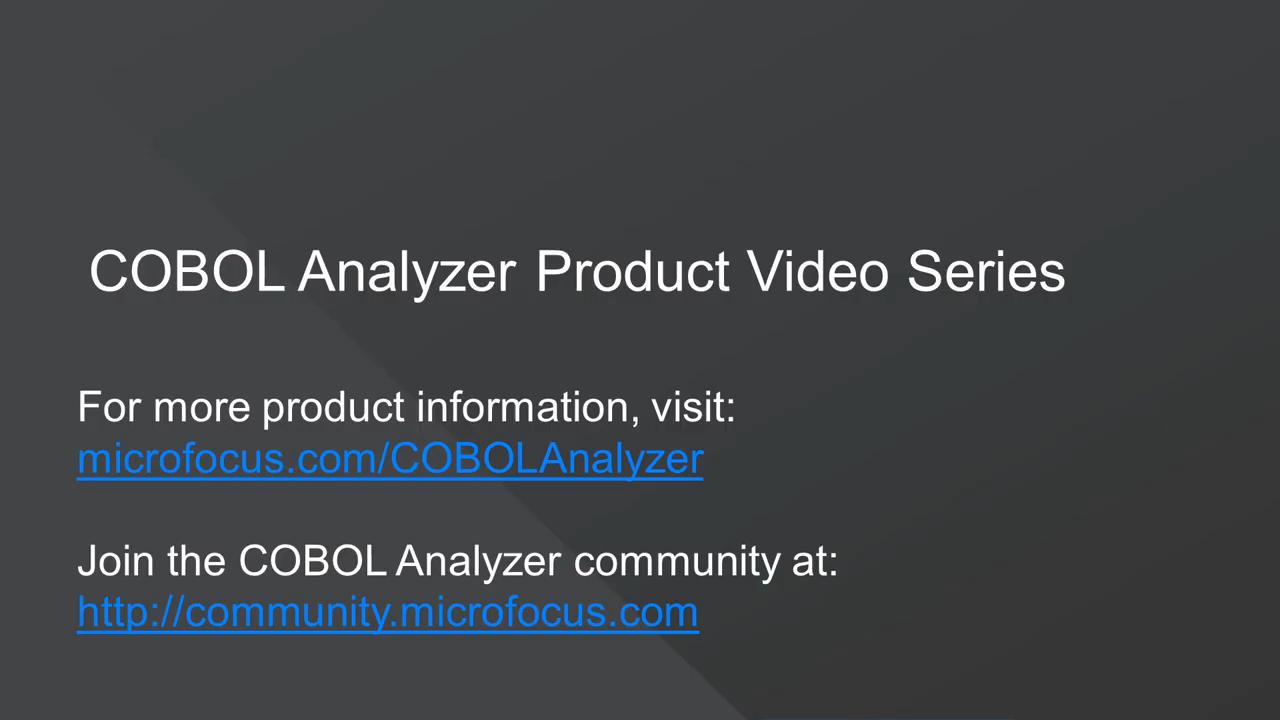 COBOL Analyzer Product Video Series
For more product information, visit:
microfocus.com/COBOLAnalyzer
Join the COBOL Analyzer community at:
http://community.microfocus.com